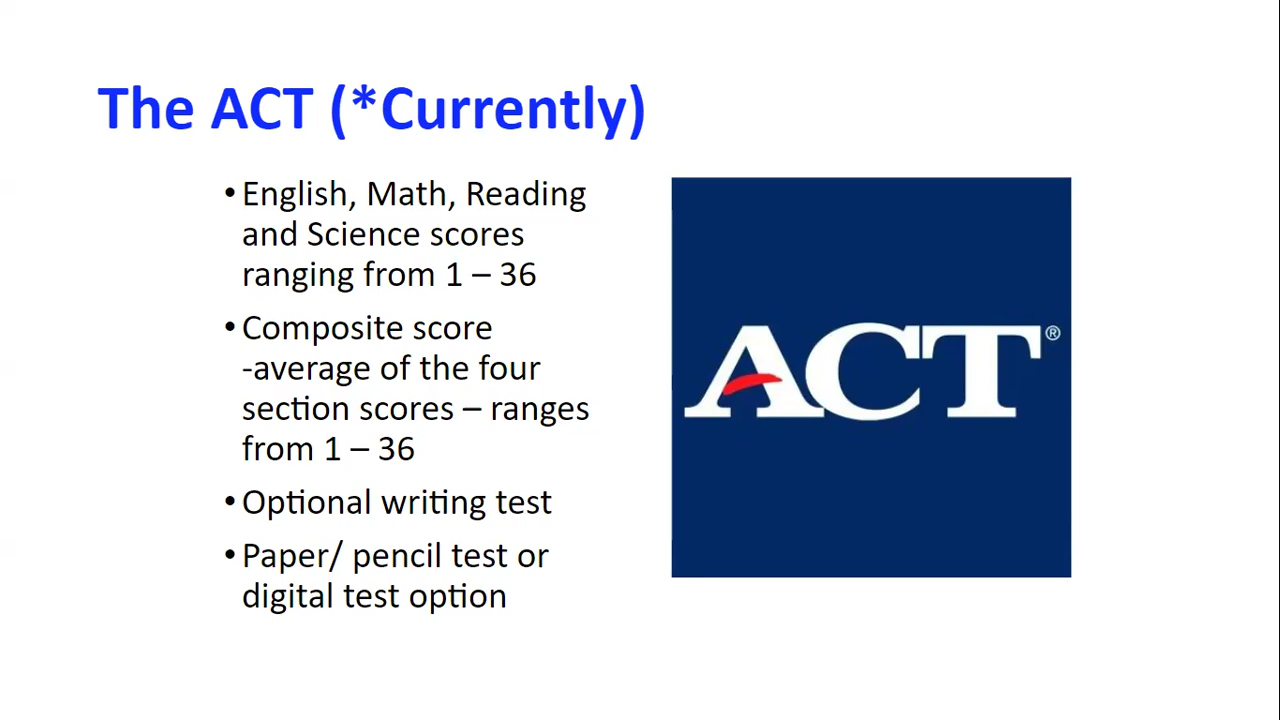 The ACT (*Currently)
• English, Math, Reading
and Science scores
ranging from 1 – 36
• Composite score
-average of the four
section scores – ranges
from 1 – 36
• Optional writing test
• Paper/ pencil test or
digital test option
ACT®